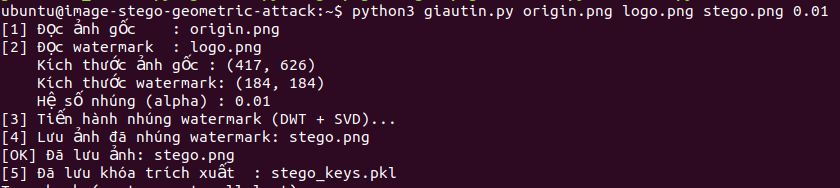 ubuntu@image-stego-geometric-attack:~$ python3 giautin.py origin.png logo.png stego.png 0.01
[1] Đọc ảnh gốc    : origin.png
[2] Đọc watermark  : logo.png
    Kích thước ảnh gốc : (417, 626)
    Kích thước watermark: (184, 184)
    Hệ số nhúng (alpha) : 0.01
[3] Tiến hành nhúng watermark (DWT + SVD)...
[4] Lưu ảnh đã nhúng watermark: stego.png
[OK] Đã lưu ảnh: stego.png
[5] Đã lưu khóa trích xuất  : stego_keys.pkl